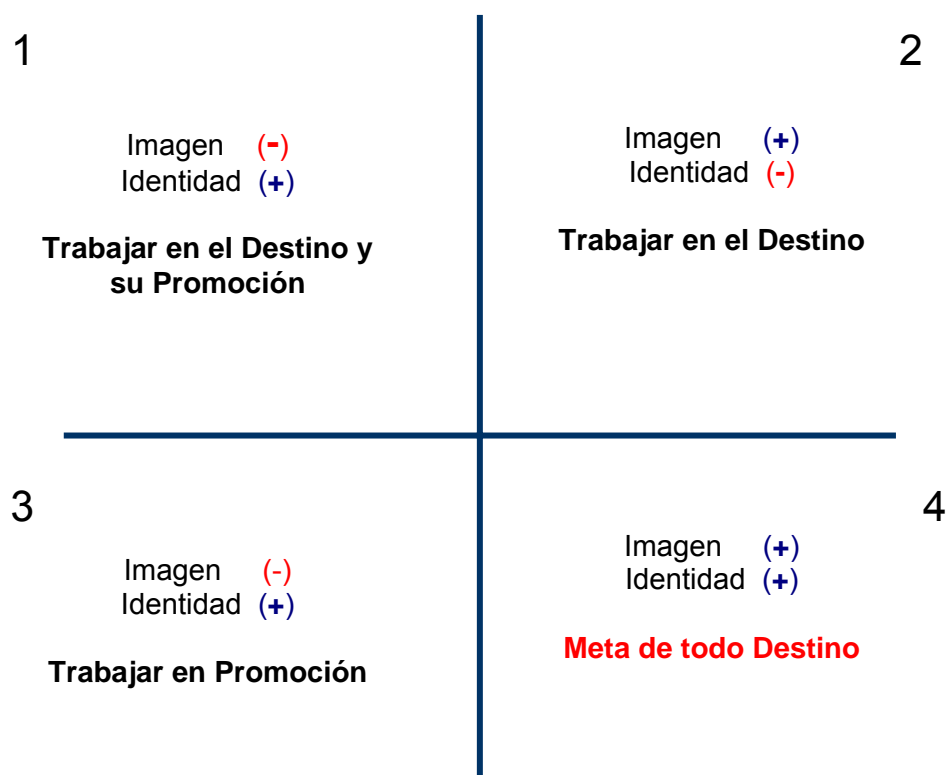 1
Imagen (-)
Identidad (+)
Trabajar en el Destino y
su Promoción
2
Imagen (+)
Identidad (-)
Trabajar en el Destino
3
Imagen (-)
Identidad (+)
Trabajar en Promoción
4
Imagen (+)
Identidad (+)
Meta de todo Destino